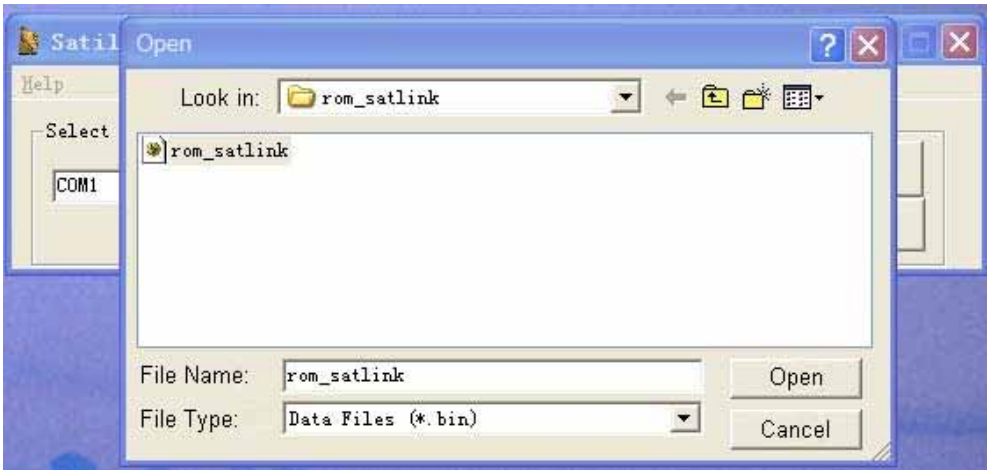 Satil
Open
Help
Look in: rom_satlink
Select
rom_satlink
COM1
File Name: rom_satlink
Open
File Type: Data Files (*.bin)
Cancel